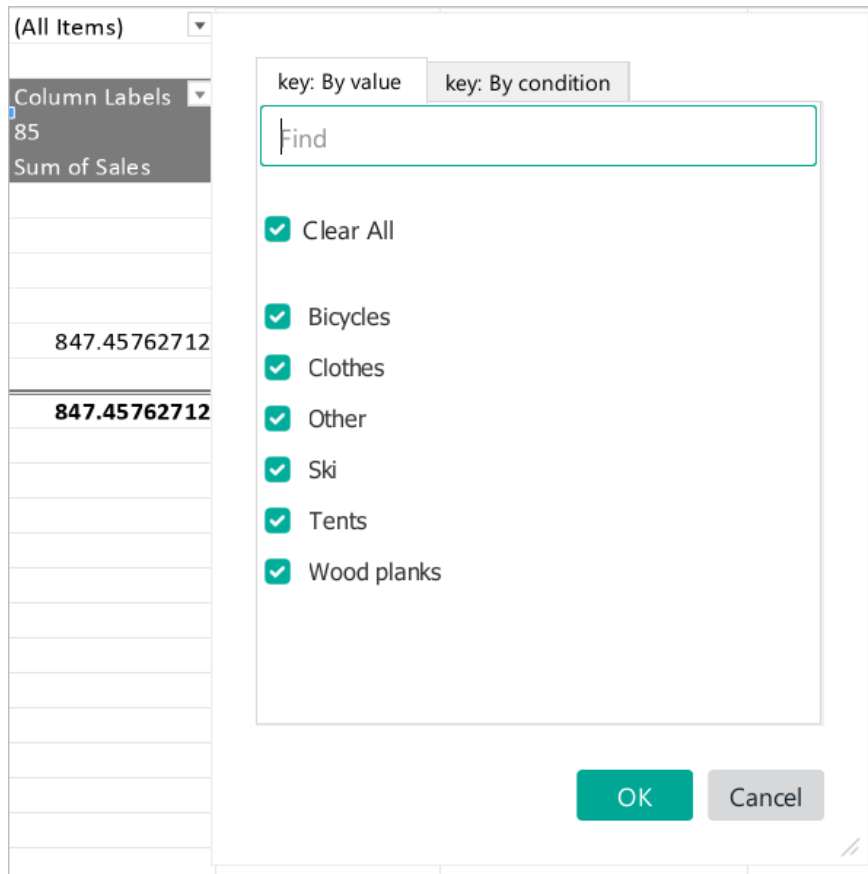 (All Items)
Column Labels
85
Sum of Sales
847.45762712
847.45762712
key: By value
key: By condition
Find
Clear All
Bicycles
Clothes
Other
Ski
Tents
Wood planks
OK
Cancel